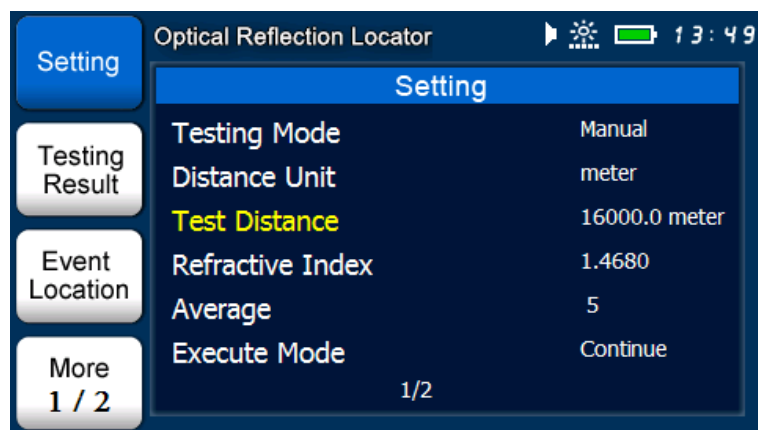 Setting
Optical Reflection Locator
13:49
Setting
Testing Mode Manual
Distance Unit meter
Test Distance 16000.0 meter
Refractive Index 1.4680
Average 5
Execute Mode Continue
1/2
Testing
Result
Event
Location
More
1 / 2